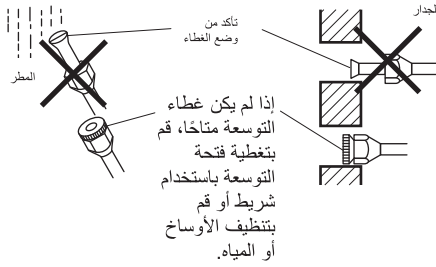 تأكد من
وضع الغطاء
الجدار
المطر
إذا لم يكن غطاء
التوسعة متاحًا، قم
بتغطية فتحة
التوسعة باستخدام
شريط أو قم
بتنظيف الأوساخ
أو المياه.